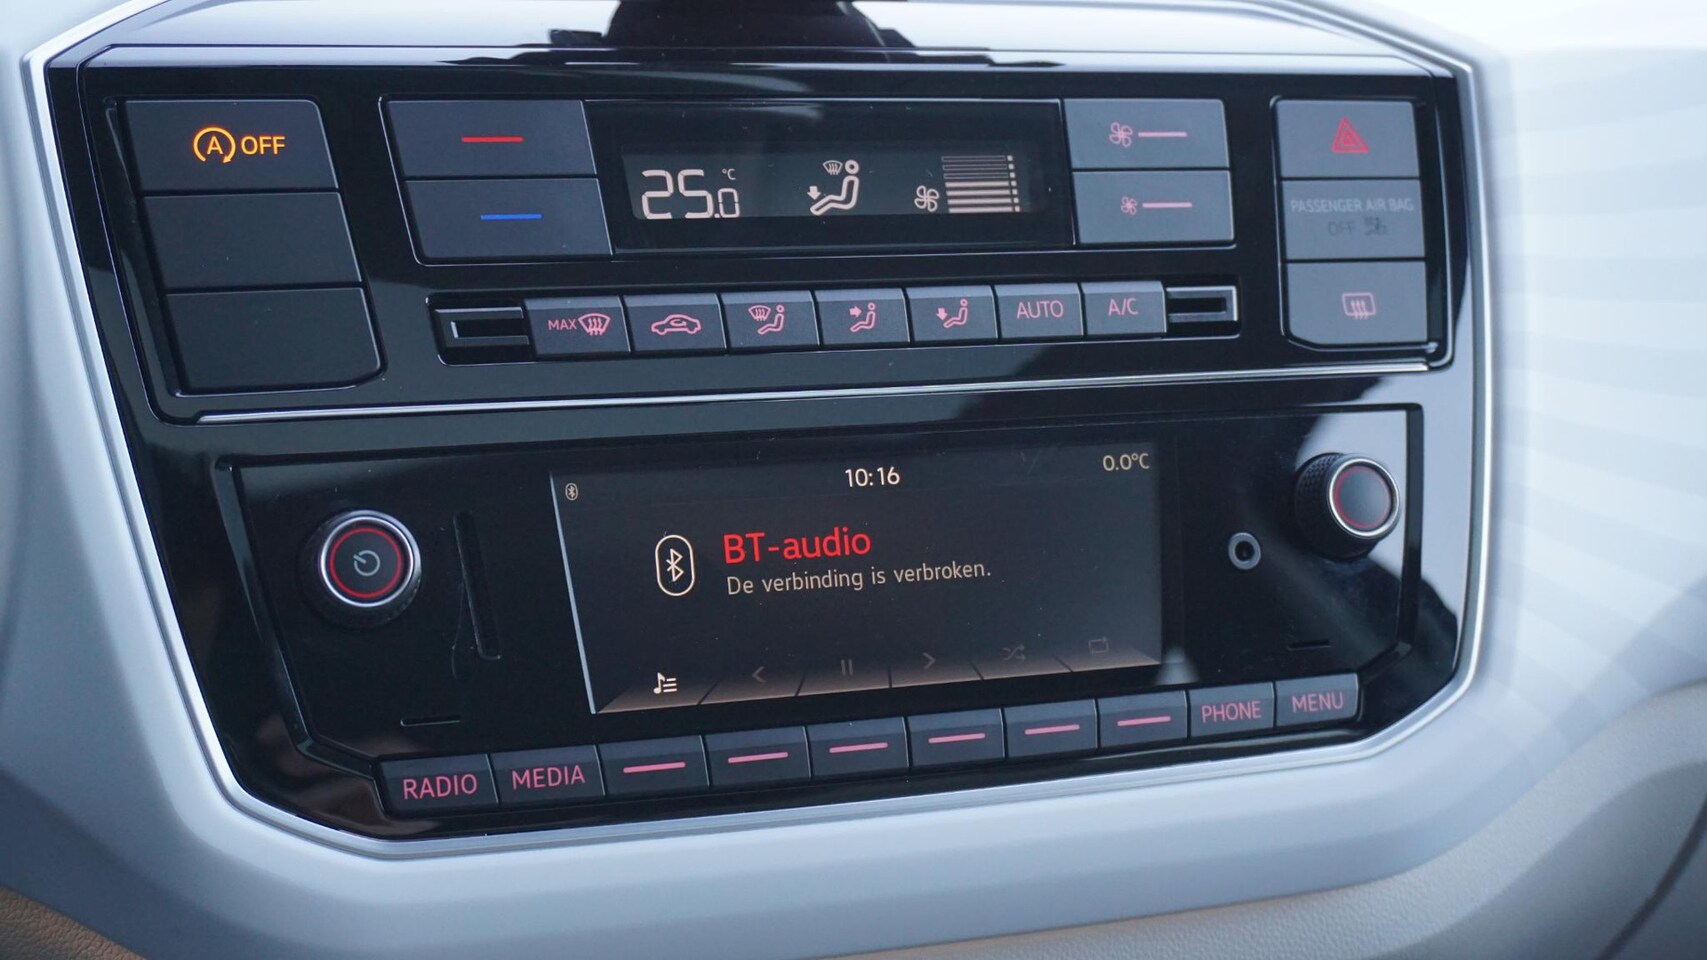 A OFF
25.0 °C
PASSENGER AIR BAG
OFF
MAX
AUTO
A/C
10:16
0.0°C
BT-audio
De verbinding is verbroken.
RADIO
MEDIA
PHONE
MENU